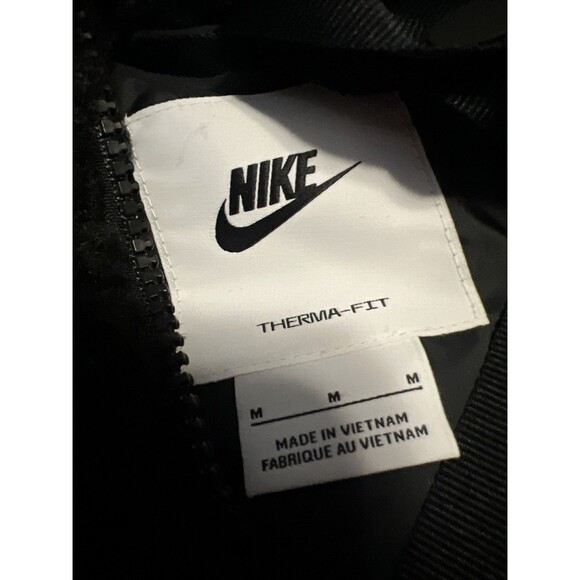 NIKE
THERMA-FIT
M M M
MADE IN VIETNAM
FABRIQUE AU VIETNAM